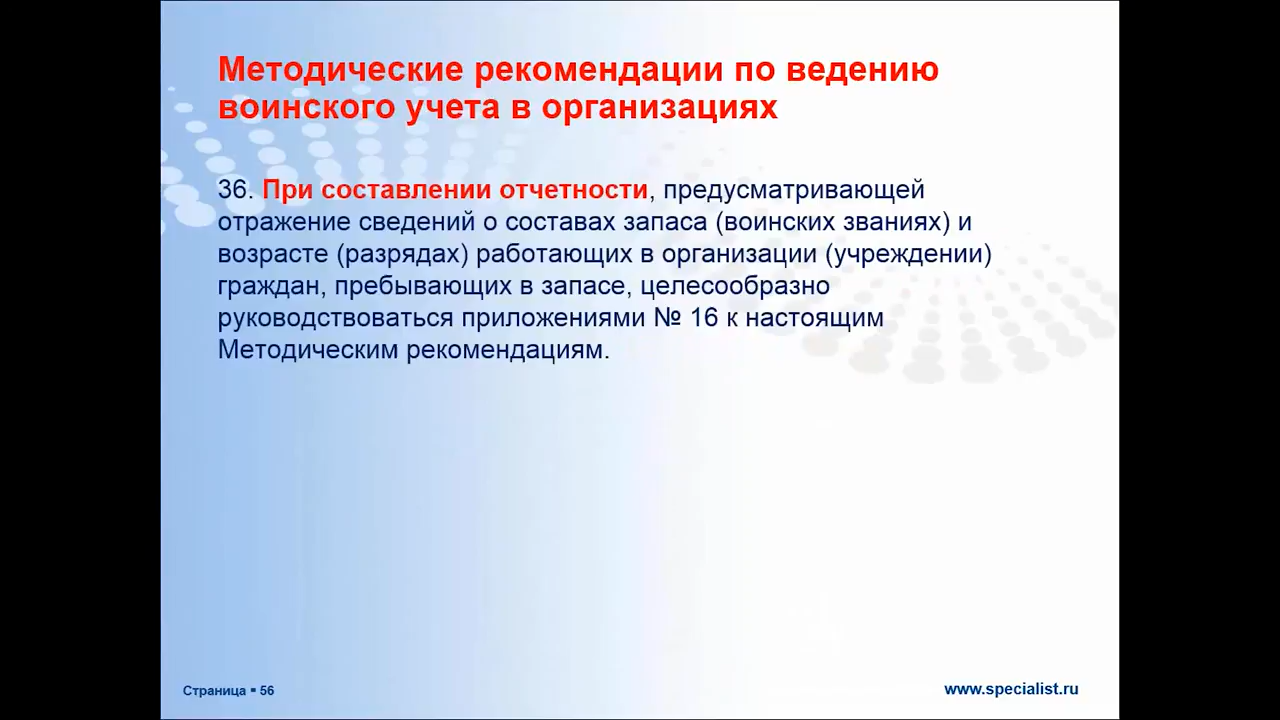 Методические рекомендации по ведению
воинского учета в организациях
36. При составлении отчетности, предусматривающей
отражение сведений о составах запаса (воинских званиях) и
возрасте (разрядах) работающих в организации (учреждении)
граждан, пребывающих в запасе, целесообразно
руководствоваться приложениями № 16 к настоящим
Методическим рекомендациям.
Страница ▪ 56
www.specialist.ru